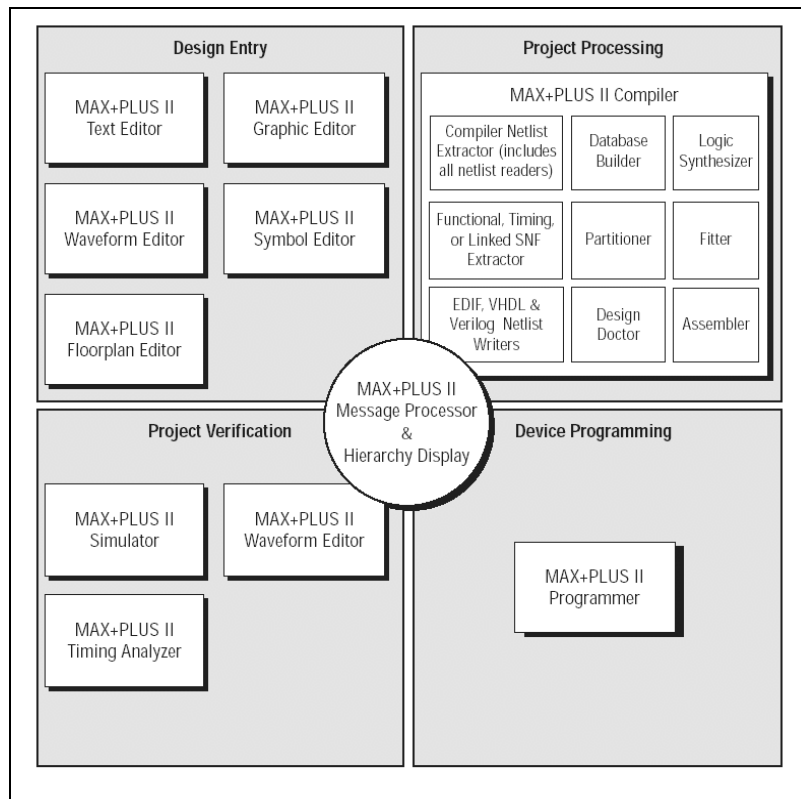 Design Entry
MAX+PLUS II
Text Editor
MAX+PLUS II
Graphic Editor
MAX+PLUS II
Waveform Editor
MAX+PLUS II
Symbol Editor
MAX+PLUS II
Floorplan Editor
Project Processing
MAX+PLUS II Compiler
Compiler Netlist
Extractor (includes
all netlist readers)
Database
Builder
Logic
Synthesizer
Functional, Timing,
or Linked SNF
Extractor
Partitioner
Fitter
EDIF, VHDL &
Verilog Netlist
Writers
Design
Doctor
Assembler
MAX+PLUS II
Message Processor
&
Hierarchy Display
Project Verification
MAX+PLUS II
Simulator
MAX+PLUS II
Waveform Editor
MAX+PLUS II
Timing Analyzer
Device Programming
MAX+PLUS II
Programmer